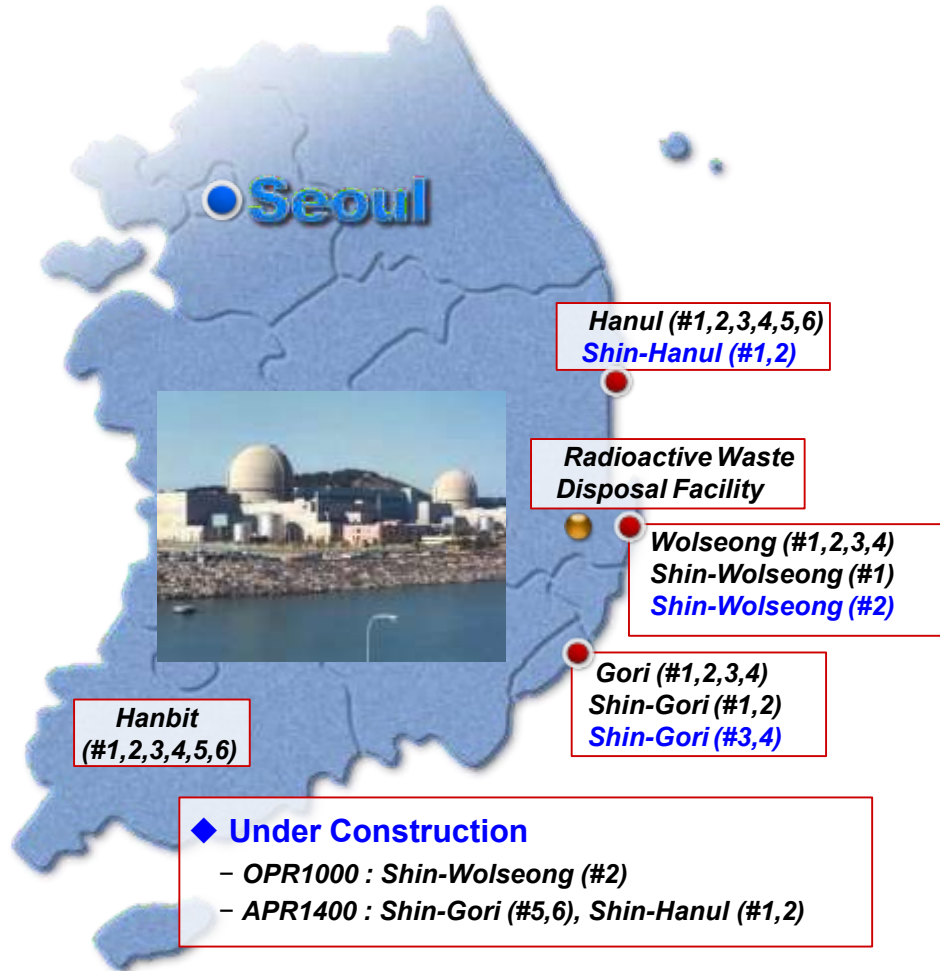 Seoul
Hanul (#1,2,3,4,5,6)
Shin-Hanul (#1,2)
Radioactive Waste
Disposal Facility
Wolseong (#1,2,3,4)
Shin-Wolseong (#1)
Shin-Wolseong (#2)
Gori (#1,2,3,4)
Shin-Gori (#1,2)
Shin-Gori (#3,4)
Hanbit
(#1,2,3,4,5,6)
◆ Under Construction
– OPR1000 : Shin-Wolseong (#2)
– APR1400 : Shin-Gori (#5,6), Shin-Hanul (#1,2)